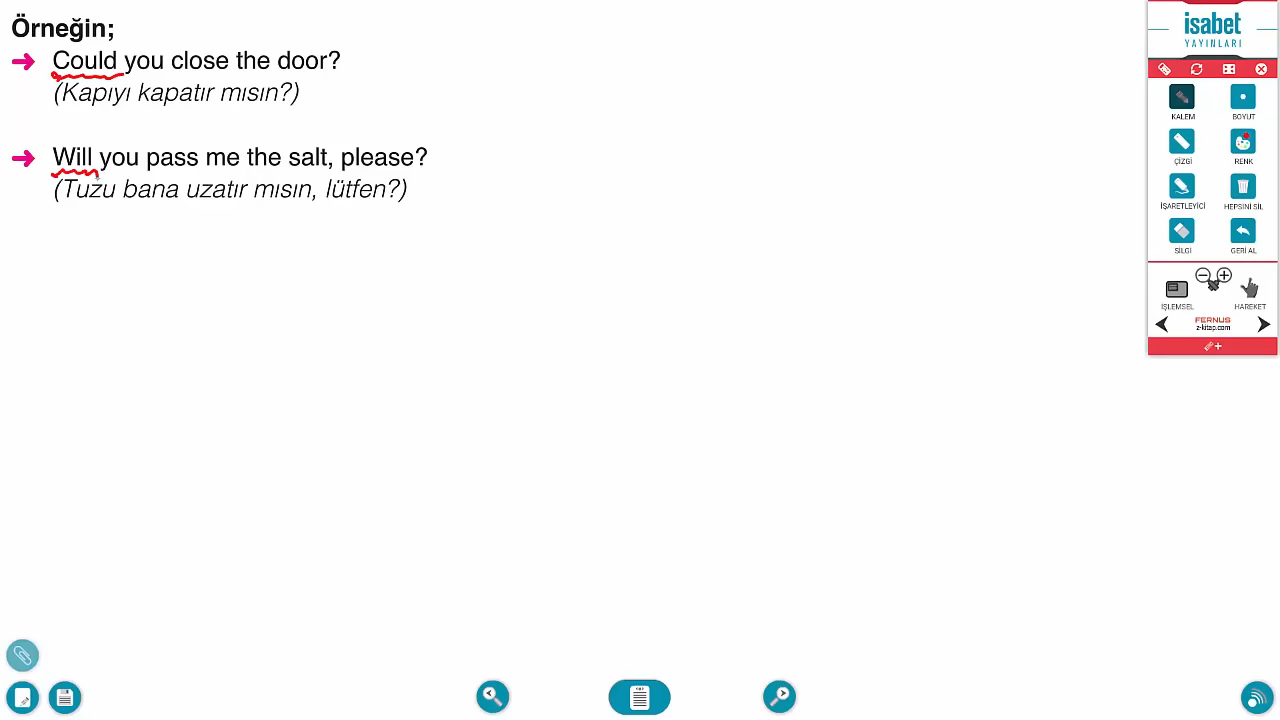 Örneğin;
➜ Could you close the door?
(Kapıyı kapatır mısın?)
➜ Will you pass me the salt, please?
(Tuzu bana uzatır mısın, lütfen?)
isabet
YAYINLARI
KALEM
BOYUT
ÇİZGİ
RENK
İŞARETLEYİCİ
HEPSİNİ SİL
SİLGİ
GERİ AL
İŞLEMSEL
HAREKET
FERNUS
z-kitap.com